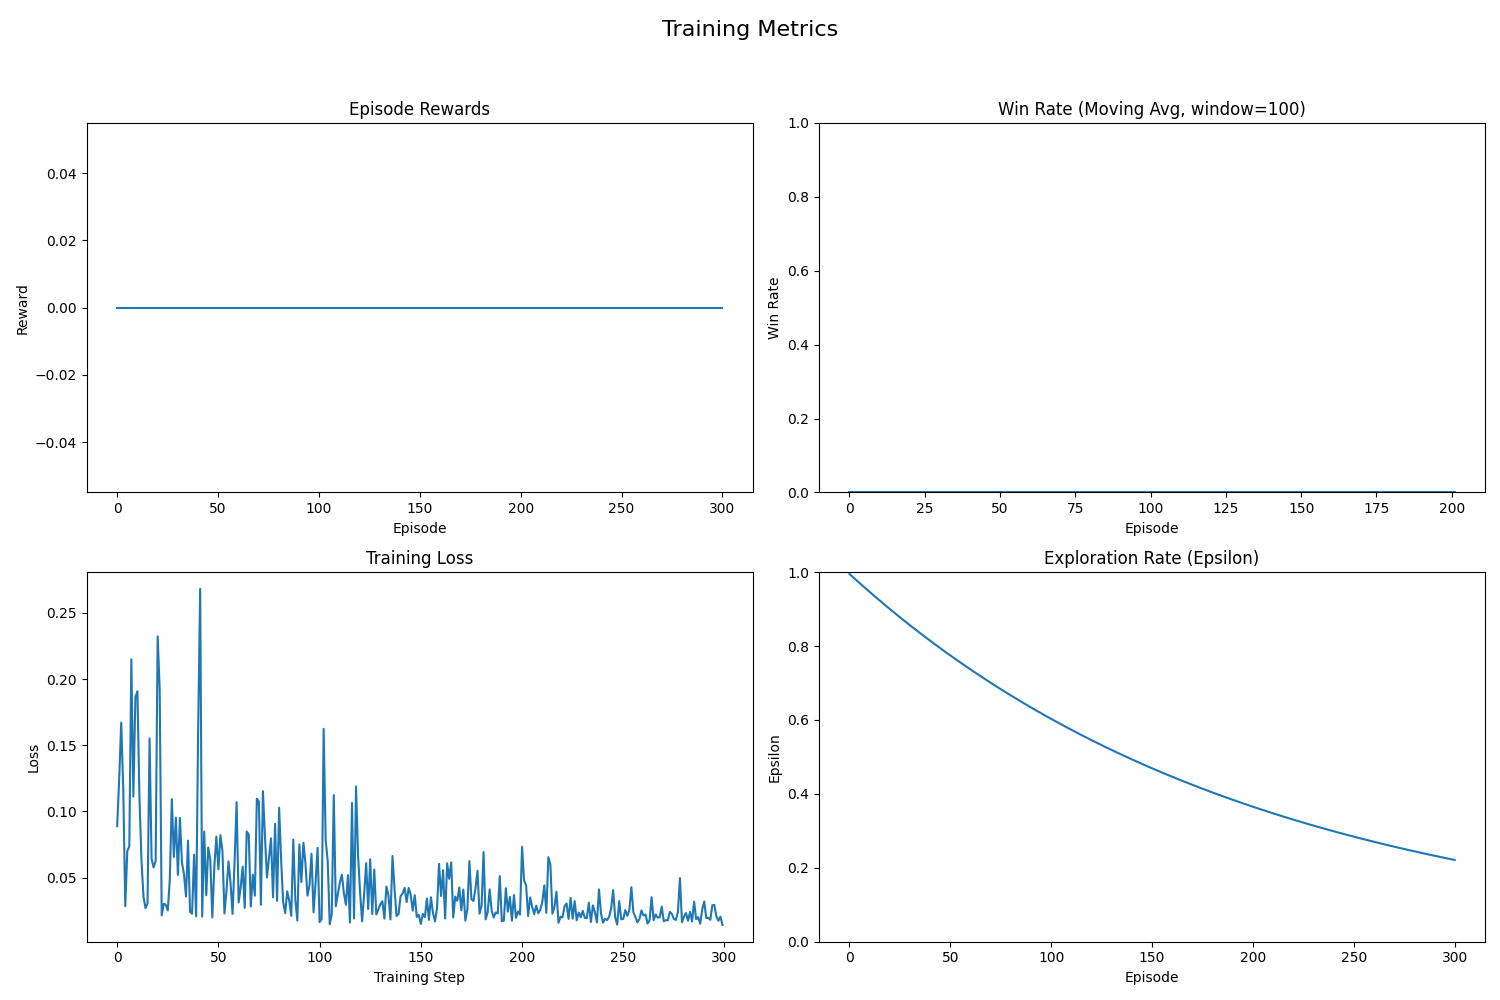 Training Metrics
Episode Rewards
0.04
0.02
0.00
−0.02
−0.04
Reward
0 50 100 150 200 250 300
Episode
Win Rate (Moving Avg, window=100)
1.0
0.8
0.6
0.4
0.2
0.0
Win Rate
0 25 50 75 100 125 150 175 200
Episode
Training Loss
0.25
0.20
0.15
0.10
0.05
Loss
0 50 100 150 200 250 300
Training Step
Exploration Rate (Epsilon)
1.0
0.8
0.6
0.4
0.2
0.0
Epsilon
0 50 100 150 200 250 300
Episode